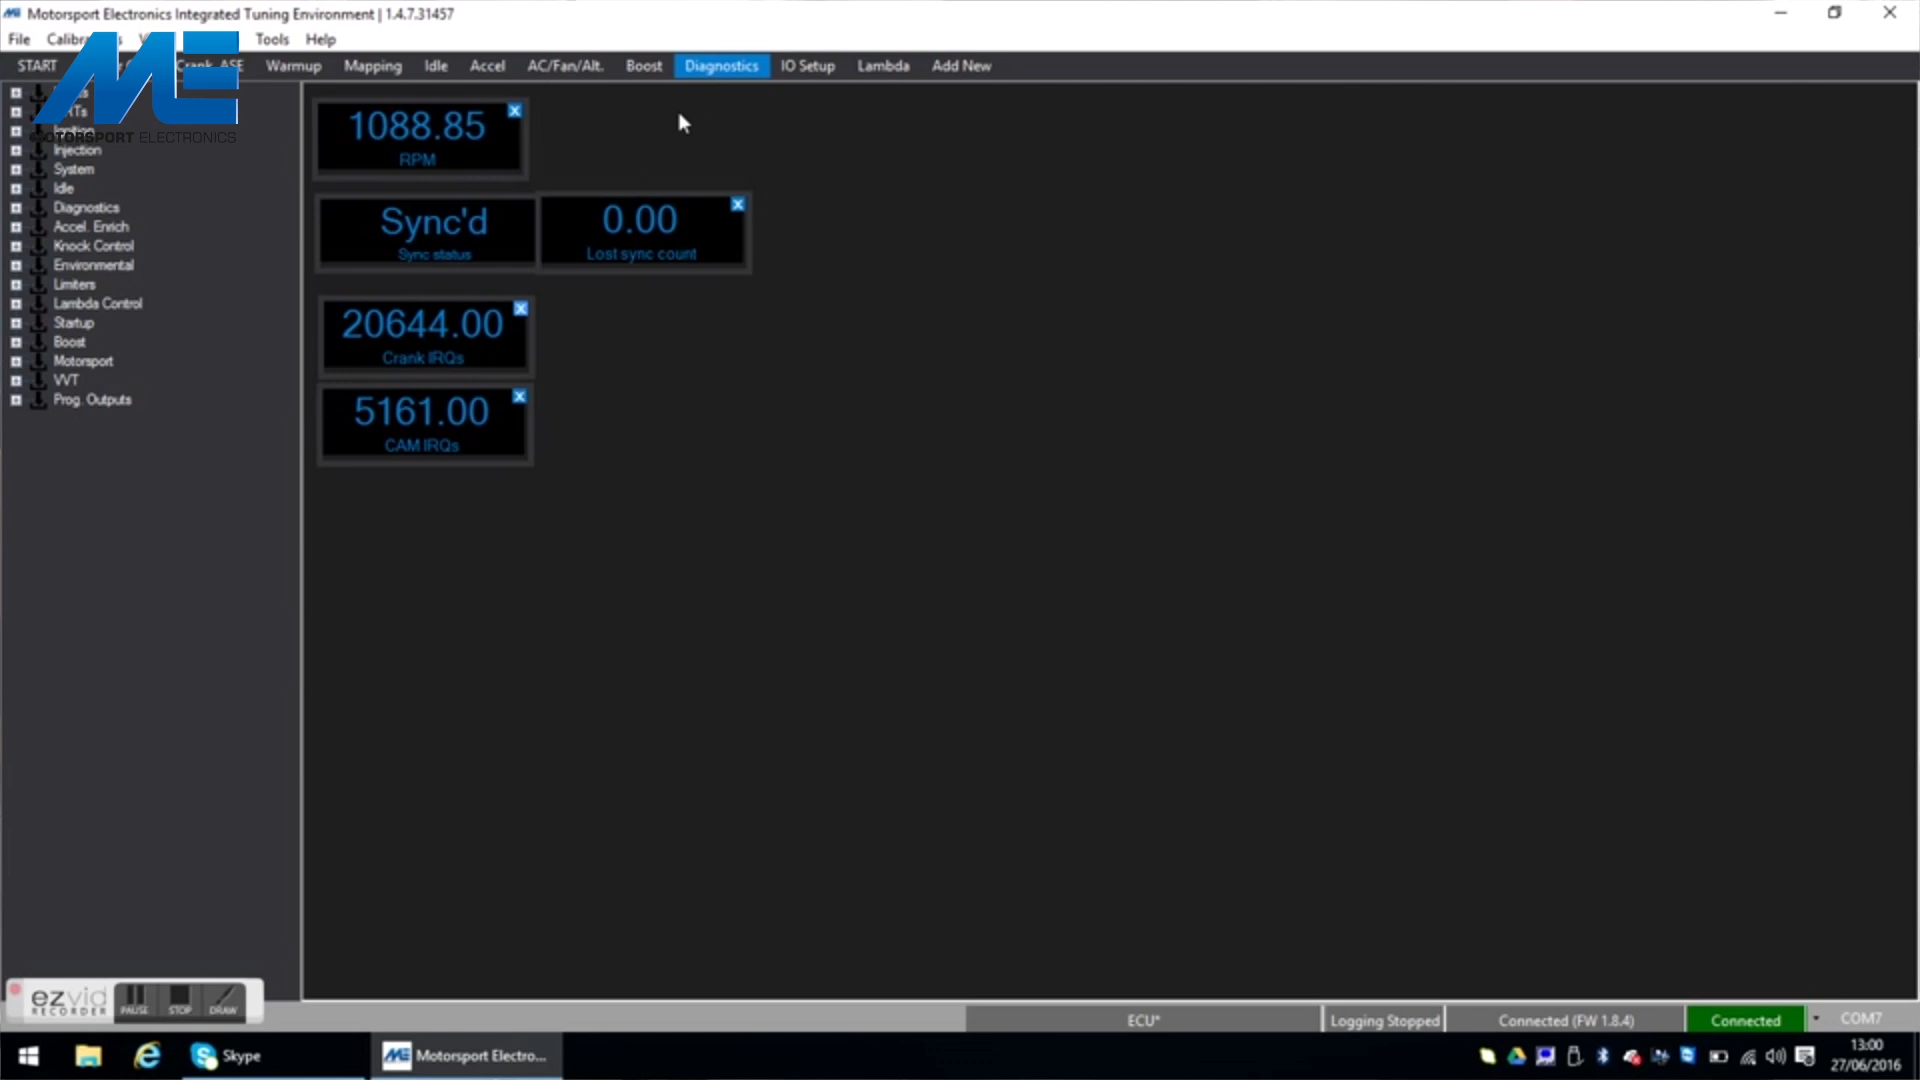 Motorsport Electronics Integrated Tuning Environment | 1.4.7.31457
File Tools Help
START Crank_ASE Warmup Mapping Idle Accel AC/Fan/Alt. Boost Diagnostics IO Setup Lambda Add New
ME
MOTORSPORT ELECTRONICS
Ignition
Injection
System
Idle
Diagnostics
Accel. Enrich
Knock Control
Environmental
Limiters
Lambda Control
Startup
Boost
Motorsport
VVT
Prog. Outputs
1088.85
RPM
Sync'd
Sync status
0.00
Lost sync count
20644.00
Crank IRQs
5161.00
CAM IRQs
ezvid
RECORDER
PAUSE STOP DRAW
ECU* Logging Stopped Connected (FW 1.8.4) Connected COM7
Skype Motorsport Electro...
13:00
27/06/2016